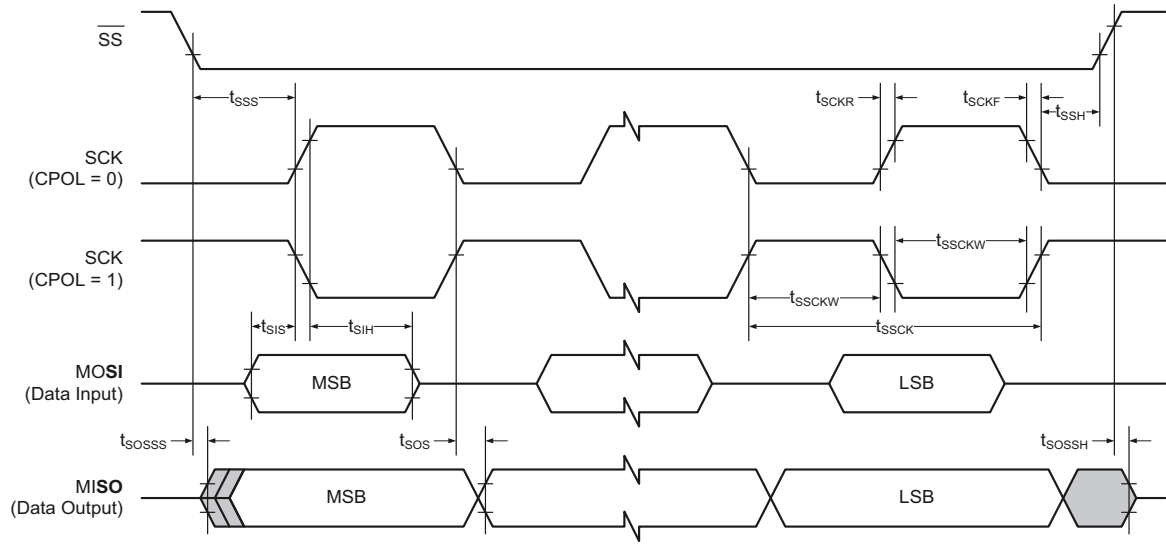 SS
tSSS
tSCKR
tSCKF
tSSH
SCK
(CPOL = 0)
SCK
(CPOL = 1)
tSSCKW
tSSCKW
tSIS
tSIH
tSSCK
MOSI
(Data Input)
MSB
LSB
tSOSSS
tSOS
tSOSSH
MISO
(Data Output)
MSB
LSB